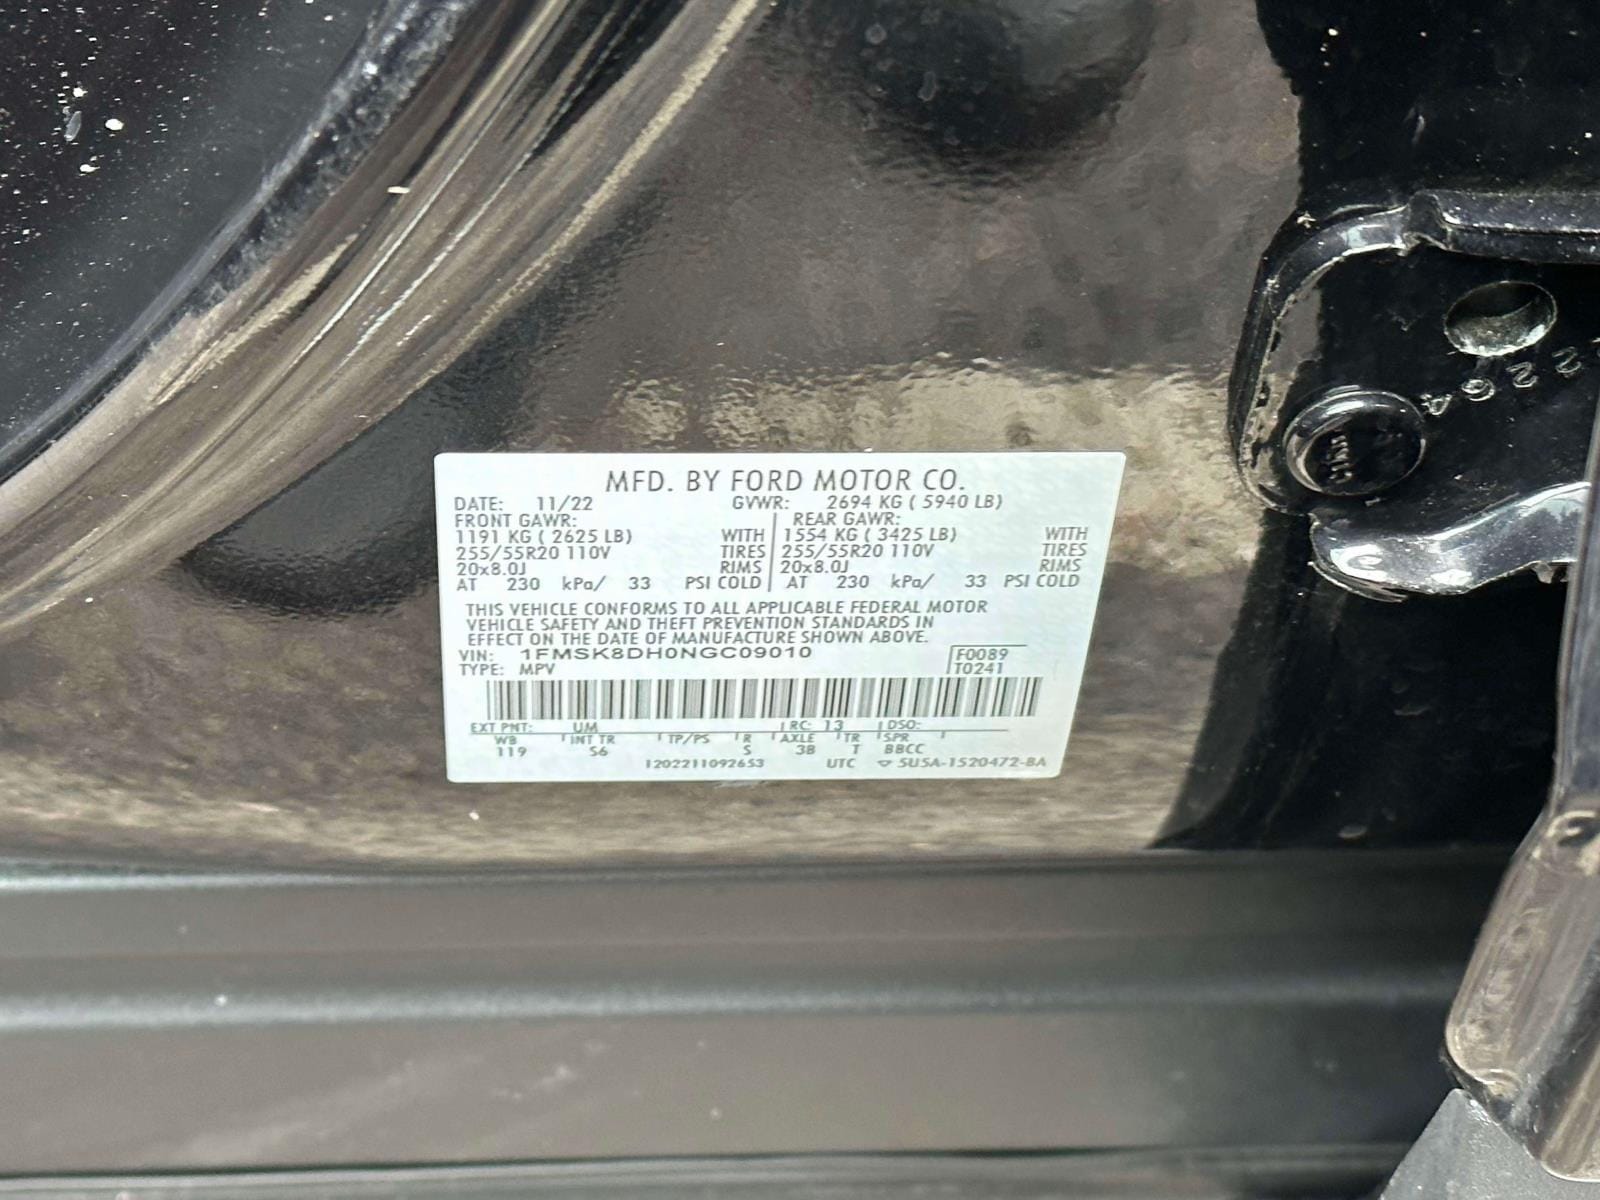 MFD. BY FORD MOTOR CO.
DATE: 11/22 GVWR: 2694 KG ( 5940 LB)
FRONT GAWR: REAR GAWR:
1191 KG ( 2625 LB) WITH 1554 KG ( 3425 LB) WITH
255/55R20 110V TIRES 255/55R20 110V TIRES
20x8.0J RIMS 20x8.0J RIMS
AT 230 kPa/ 33 PSI COLD AT 230 kPa/ 33 PSI COLD
THIS VEHICLE CONFORMS TO ALL APPLICABLE FEDERAL MOTOR
VEHICLE SAFETY AND THEFT PREVENTION STANDARDS IN
EFFECT ON THE DATE OF MANUFACTURE SHOWN ABOVE.
VIN: 1FMSK8DH0NGC09010 F0089
TYPE: MPV T0241
EXT PNT: UM RC: 13 DSO:
WB INT TR TP/PS R AXLE TR SPR
119 S6 S 3B T BBCC
1202211092653 UTC 5U5A-1520472-BA